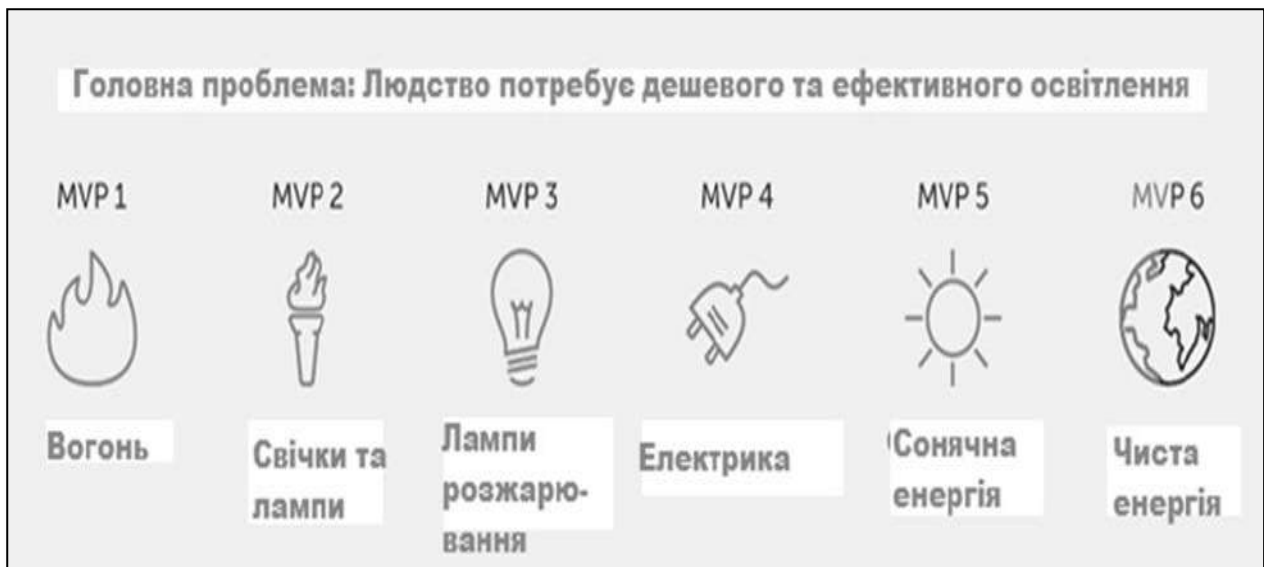 Головна проблема: Людство потребує дешевого та ефективного освітлення
MVP 1
MVP 2
MVP 3
MVP 4
MVP 5
MVP 6
Вогонь
Свічки та
лампи
Лампи
розжарю-
вання
Електрика
Сонячна
енергія
Чиста
енергія